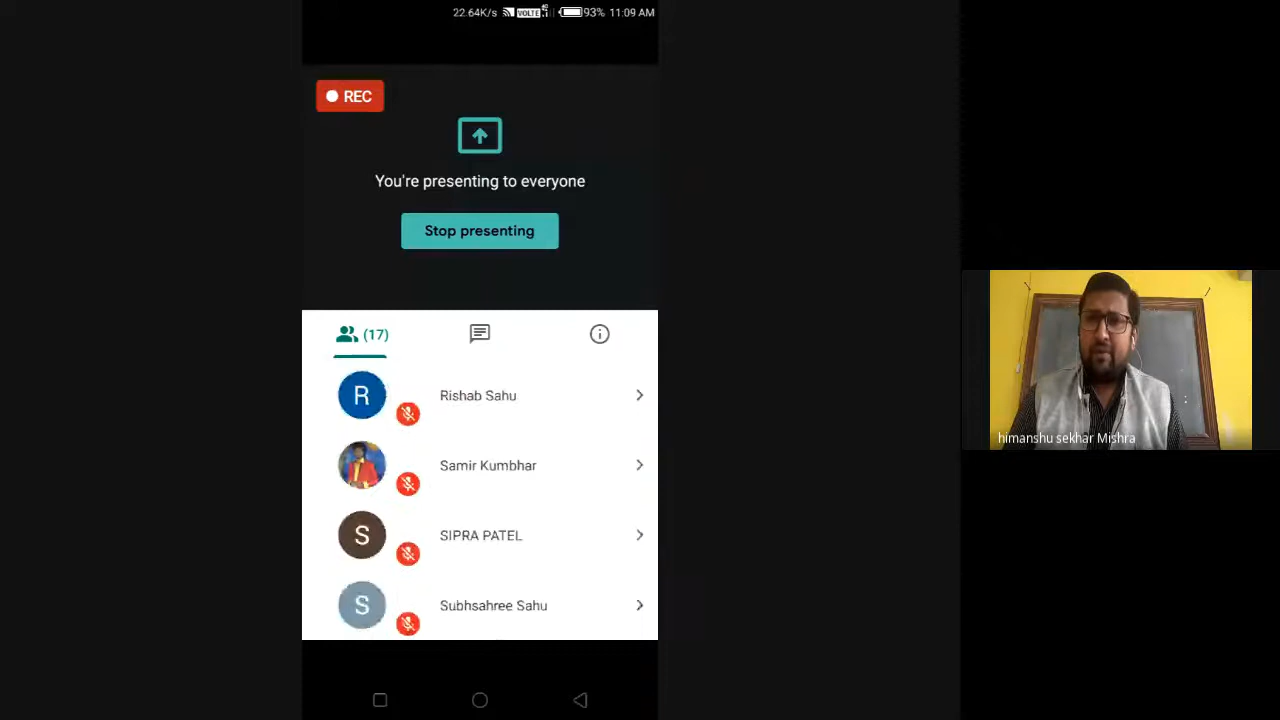 22.64K/s VOLTE 93% 11:09 AM
REC
You're presenting to everyone
Stop presenting
(17)
R Rishab Sahu
Samir Kumbhar
S SIPRA PATEL
S Subhsahree Sahu
himanshu sekhar Mishra